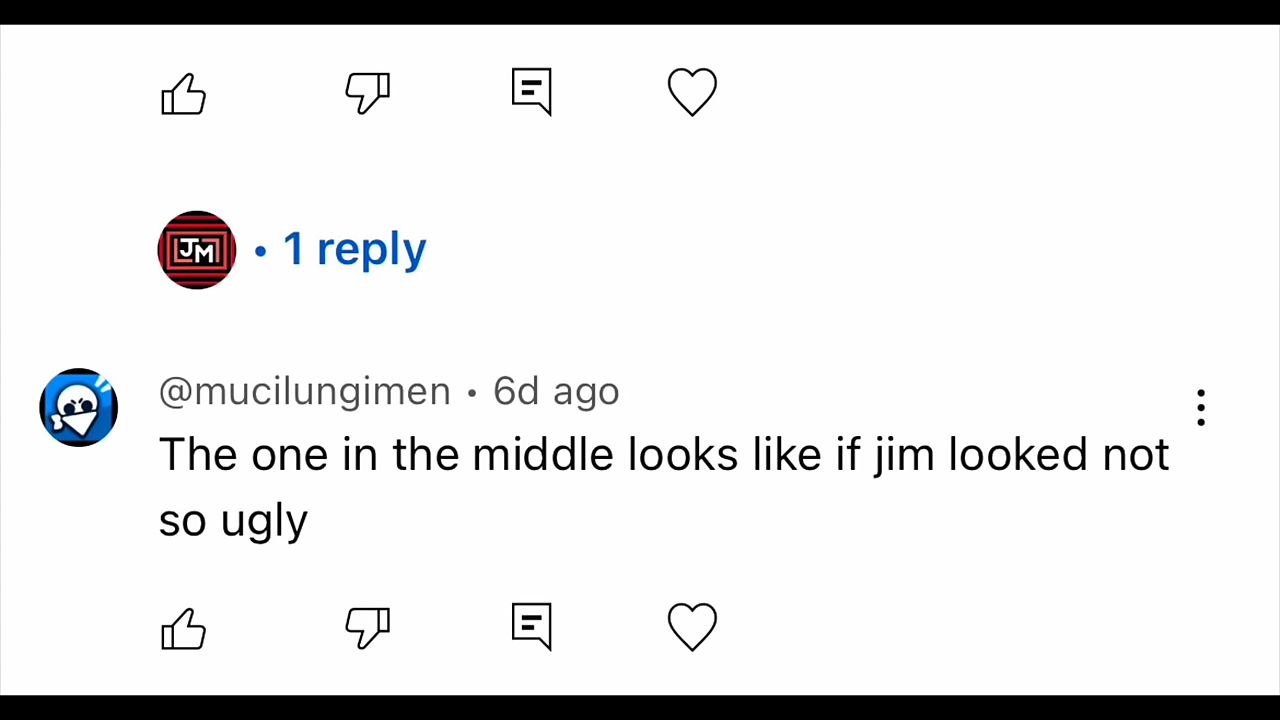 JM
• 1 reply
@mucilungimen • 6d ago
The one in the middle looks like if jim looked not
so ugly